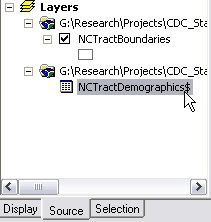 Layers
G:\Research\Projects\CDC_Sta
NCTractBoundaries
G:\Research\Projects\CDC_Sta
NCTractDemographics$
Display Source Selection